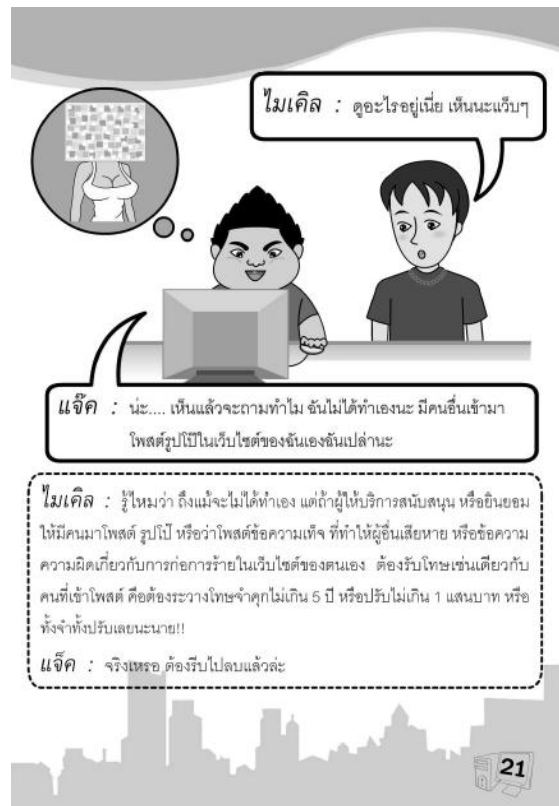 ไมเคิล : ดูอะไรอยู่เนี่ย เห็นนะแว็บๆ
แจ๊ค : น่ะ.... เห็นแล้วจะถามทำไม ฉันไม่ได้ทำเองนะ มีคนอื่นเข้ามา
โพสต์รูปโป๊ในเว็บไซต์ของฉันเองฉันเปล่านะ
ไมเคิล : รู้ไหมว่า ถึงแม้จะไม่ได้ทำเอง แต่ถ้าผู้ให้บริการสนับสนุน หรือยินยอม
ให้มีคนมาโพสต์ รูปโป๊ หรือว่าโพสต์ข้อความเท็จ ที่ทำให้ผู้อื่นเสียหาย หรือข้อความ
ความผิดเกี่ยวกับการก่อการร้ายในเว็บไซต์ของตนเอง ต้องรับโทษเช่นเดียวกับ
คนที่เข้าโพสต์ คือต้องระวางโทษจำคุกไม่เกิน 5 ปี หรือปรับไม่เกิน 1 แสนบาท หรือ
ทั้งจำทั้งปรับเลยนะนาย!!
แจ็ค : จริงเหรอ ต้องรีบไปลบแล้วล่ะ
21